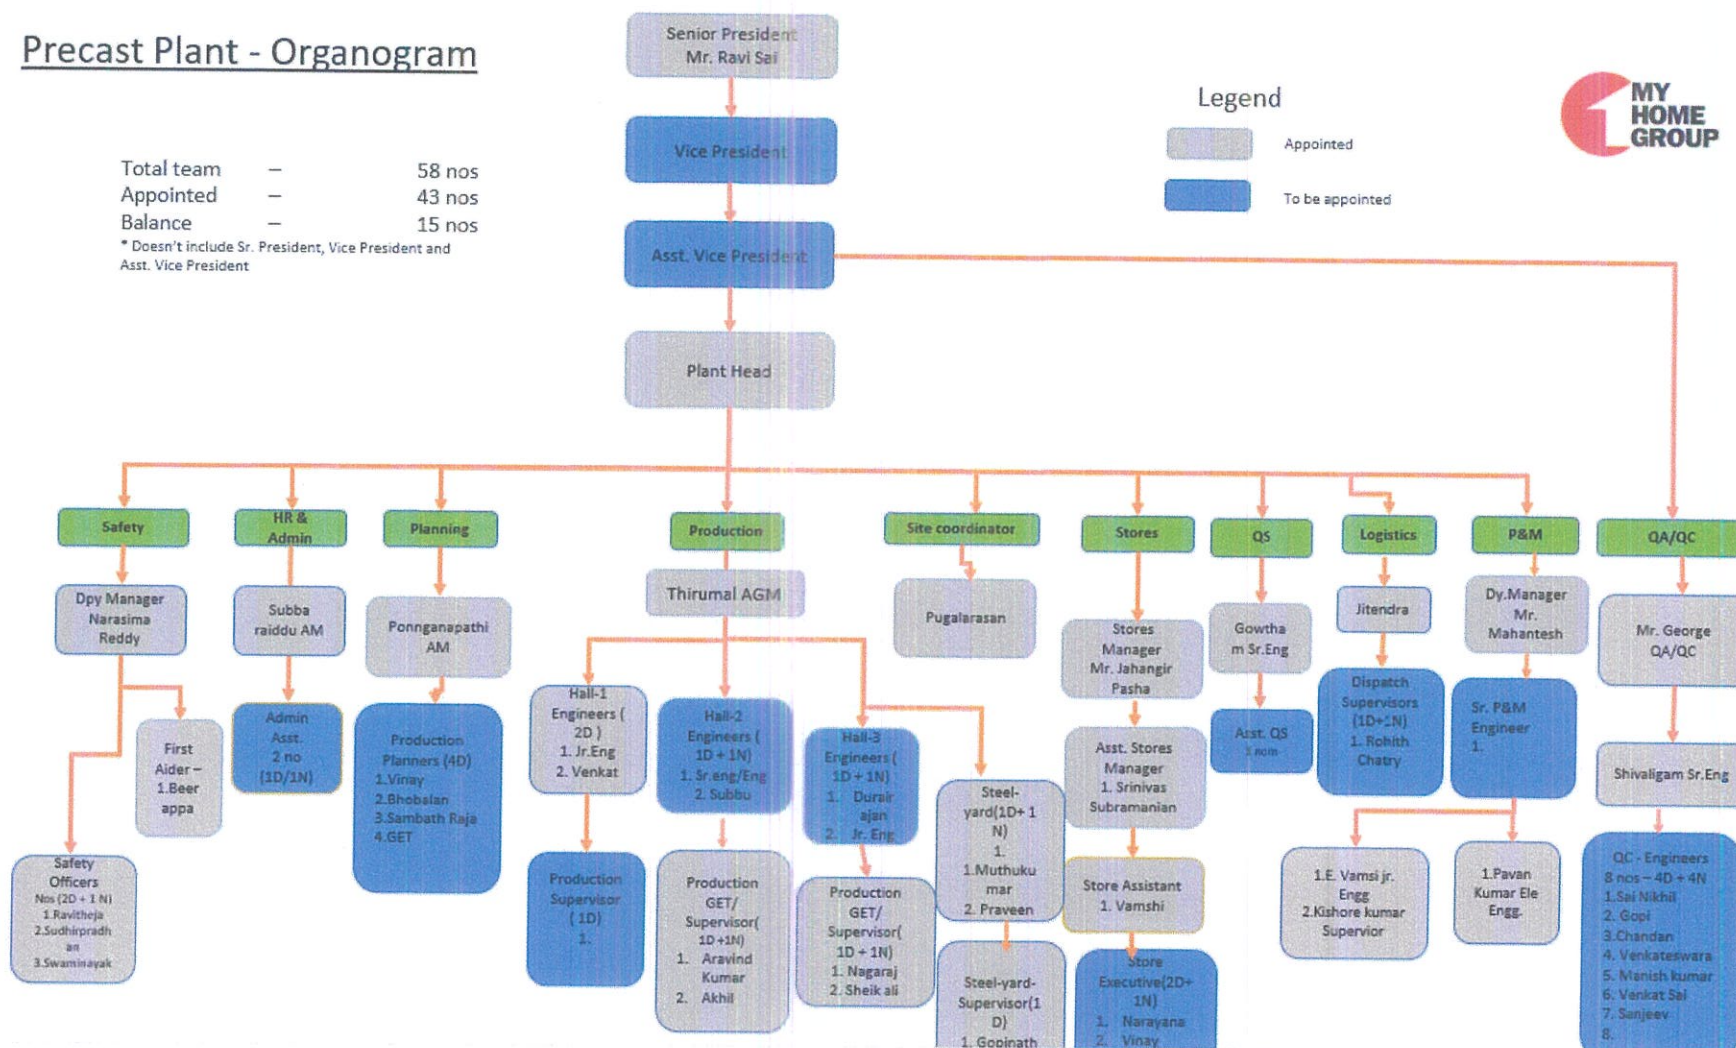 Precast Plant - Organogram
Total team – 58 nos
Appointed – 43 nos
Balance – 15 nos
* Doesn't include Sr. President, Vice President and
Asst. Vice President
Senior President
Mr. Ravi Sai
Vice President
Asst. Vice President
Plant Head
Legend
Appointed
To be appointed
MY
HOME
GROUP
Safety
HR &
Admin
Planning
Production
Site coordinator
Stores
QS
Logistics
P&M
QA/QC
Dpy Manager
Narasima
Reddy
First
Aider –
1.Beer
appa
Safety
Officers
Nos (2D + 1 N)
1.Ravitheja
2.Sudhirpradh
an
3.Swaminayak
Subba
raiddu AM
Admin
Asst.
2 no
(1D/1N)
Ponnganapathi
AM
Production
Planners (4D)
1.Vinay
2.Bhobalan
3.Sambath Raja
4.GET
Thirumal AGM
Hall-1
Engineers (
2D )
1. Jr.Eng
2. Venkat
Production
Supervisor
( 1D)
1.
Hall-2
Engineers (
1D + 1N)
1. Sr.eng/Eng
2. Subbu
Production
GET/
Supervisor(
1D +1N)
1. Aravind
Kumar
2. Akhil
Hall-3
Engineers (
1D + 1N)
1. Durair
ajan
2. Jr. Eng
Production
GET/
Supervisor(
1D + 1N)
1. Nagaraj
2. Sheik ali
Steel-
yard(1D+ 1
N)
1.
1.Muthuku
mar
2. Praveen
Steel-yard-
Supervisor(1
D)
1. Gopinath
Pugalarasan
Stores
Manager
Mr. Jahangir
Pasha
Asst. Stores
Manager
1. Srinivas
Subramanian
Store Assistant
1. Vamshi
Store
Executive(2D+
1N)
1. Narayana
2. Vinay
Gowtha
m Sr.Eng
Asst. QS
1 nom
Jitendra
Dispatch
Supervisors
(1D+1N)
1. Rohith
Chatry
Dy.Manager
Mr.
Mahantesh
Sr. P&M
Engineer
1.
1.E. Vamsi jr.
Engg
2.Kishore kumar
Supervior
1.Pavan
Kumar Ele
Engg.
Mr. George
QA/QC
Shivaligam Sr.Eng
QC - Engineers
8 nos – 4D + 4N
1.Sai Nikhil
2. Gopi
3.Chandan
4. Venkateswara
5. Manish kumar
6. Venkat Sai
7. Sanjeev
8.